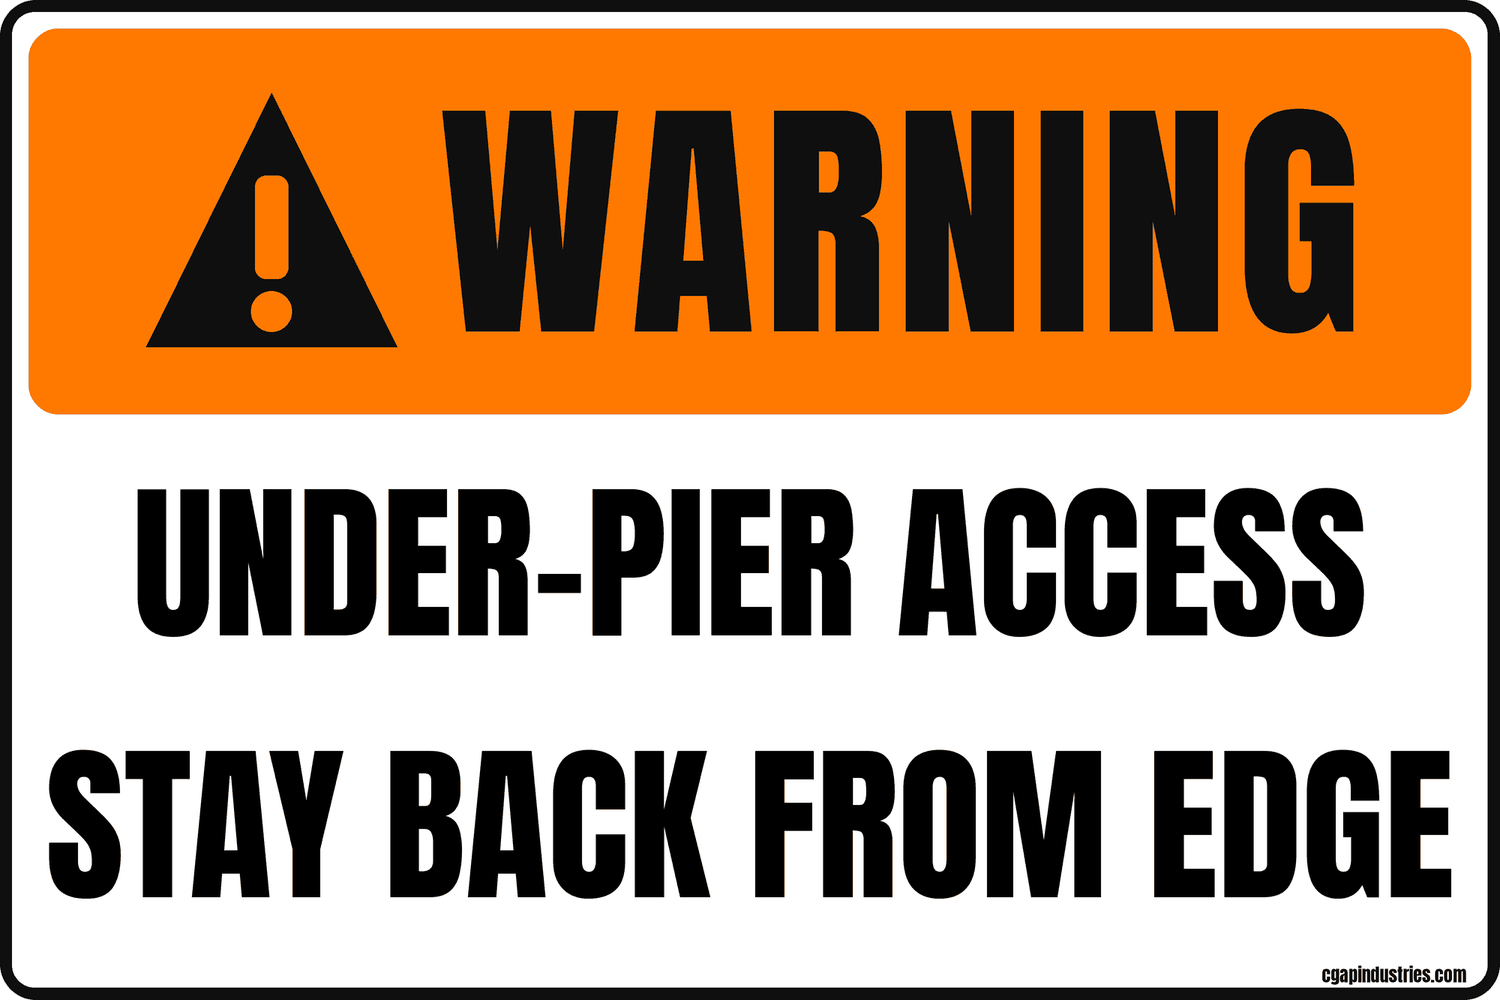 WARNING
UNDER-PIER ACCESS
STAY BACK FROM EDGE
cgapindustries.com